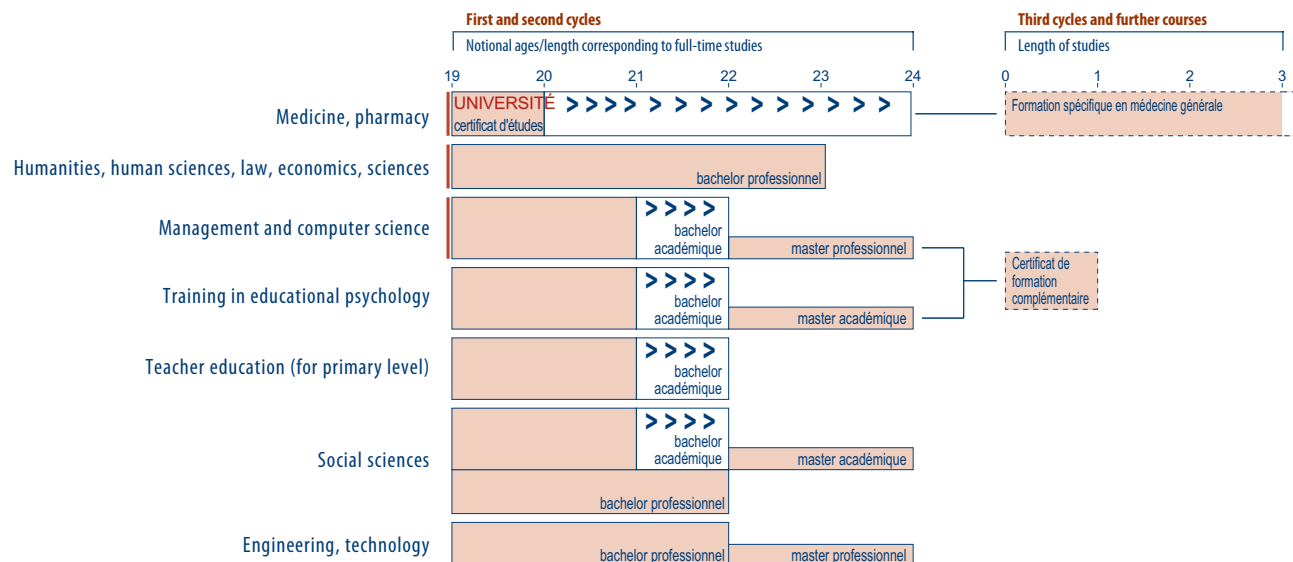 First and second cycles
Third cycles and further courses
Notional ages/length corresponding to full-time studies
Length of studies
19 20 21 22 23 24
0 1 2 3
Medicine, pharmacy
UNIVERSITÉ
certificat d'études
> > > > > > > > > > > > > >
Formation spécifique en médecine générale
Humanities, human sciences, law, economics, sciences
bachelor professionnel
Management and computer science
> > > >
bachelor
académique
master professionnel
Certificat de
formation
complémentaire
Training in educational psychology
> > > >
bachelor
académique
master académique
Teacher education (for primary level)
> > > >
bachelor
académique
Social sciences
> > > >
bachelor
académique
master académique
bachelor professionnel
Engineering, technology
bachelor professionnel
master professionnel